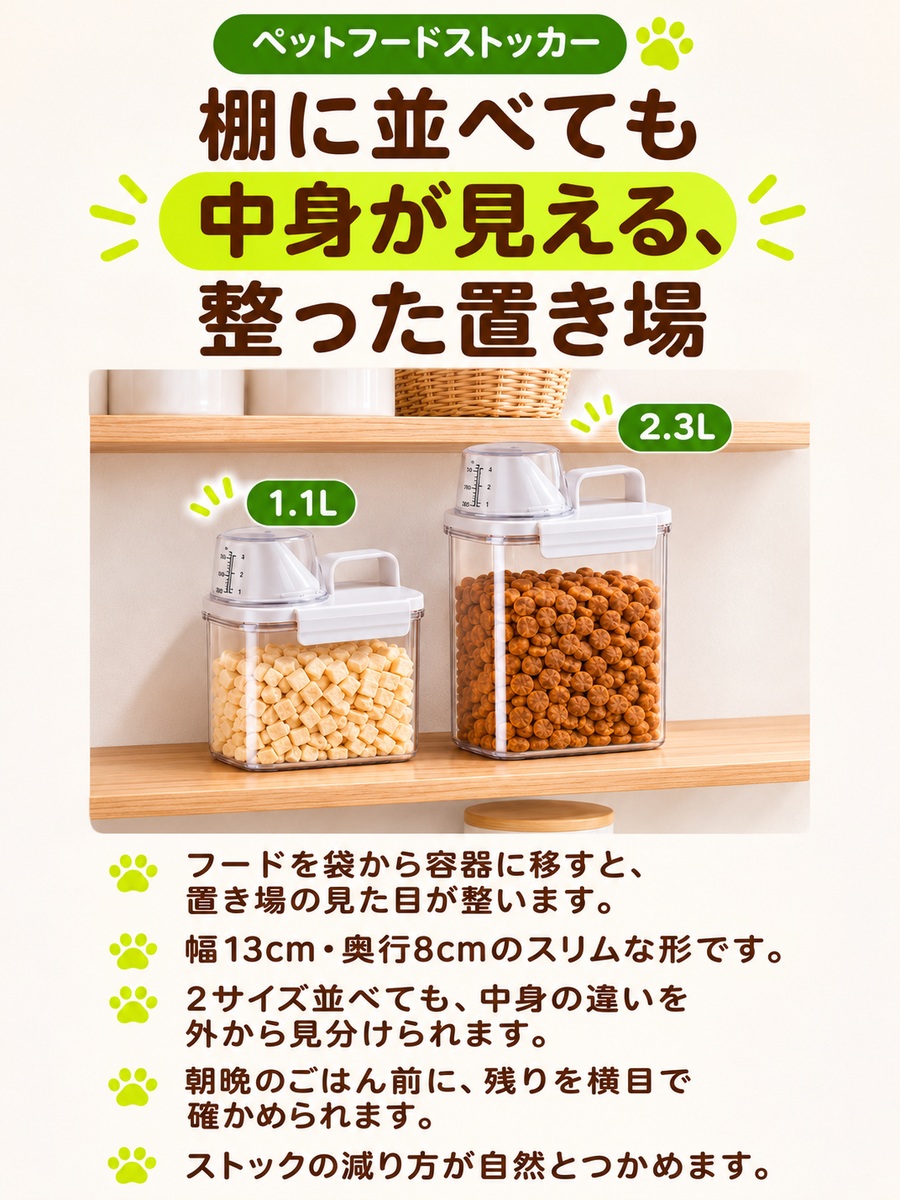 ペットフードストッカー
棚に並べても
中身が見える、
整った置き場
2.3L
1.1L
フードを袋から容器に移すと、
置き場の見た目が整います。
幅13cm・奥行8cmのスリムな形です。
2サイズ並べても、中身の違いを
外から見分けられます。
朝晩のごはん前に、残りを横目で
確かめられます。
ストックの減り方が自然とつかめます。